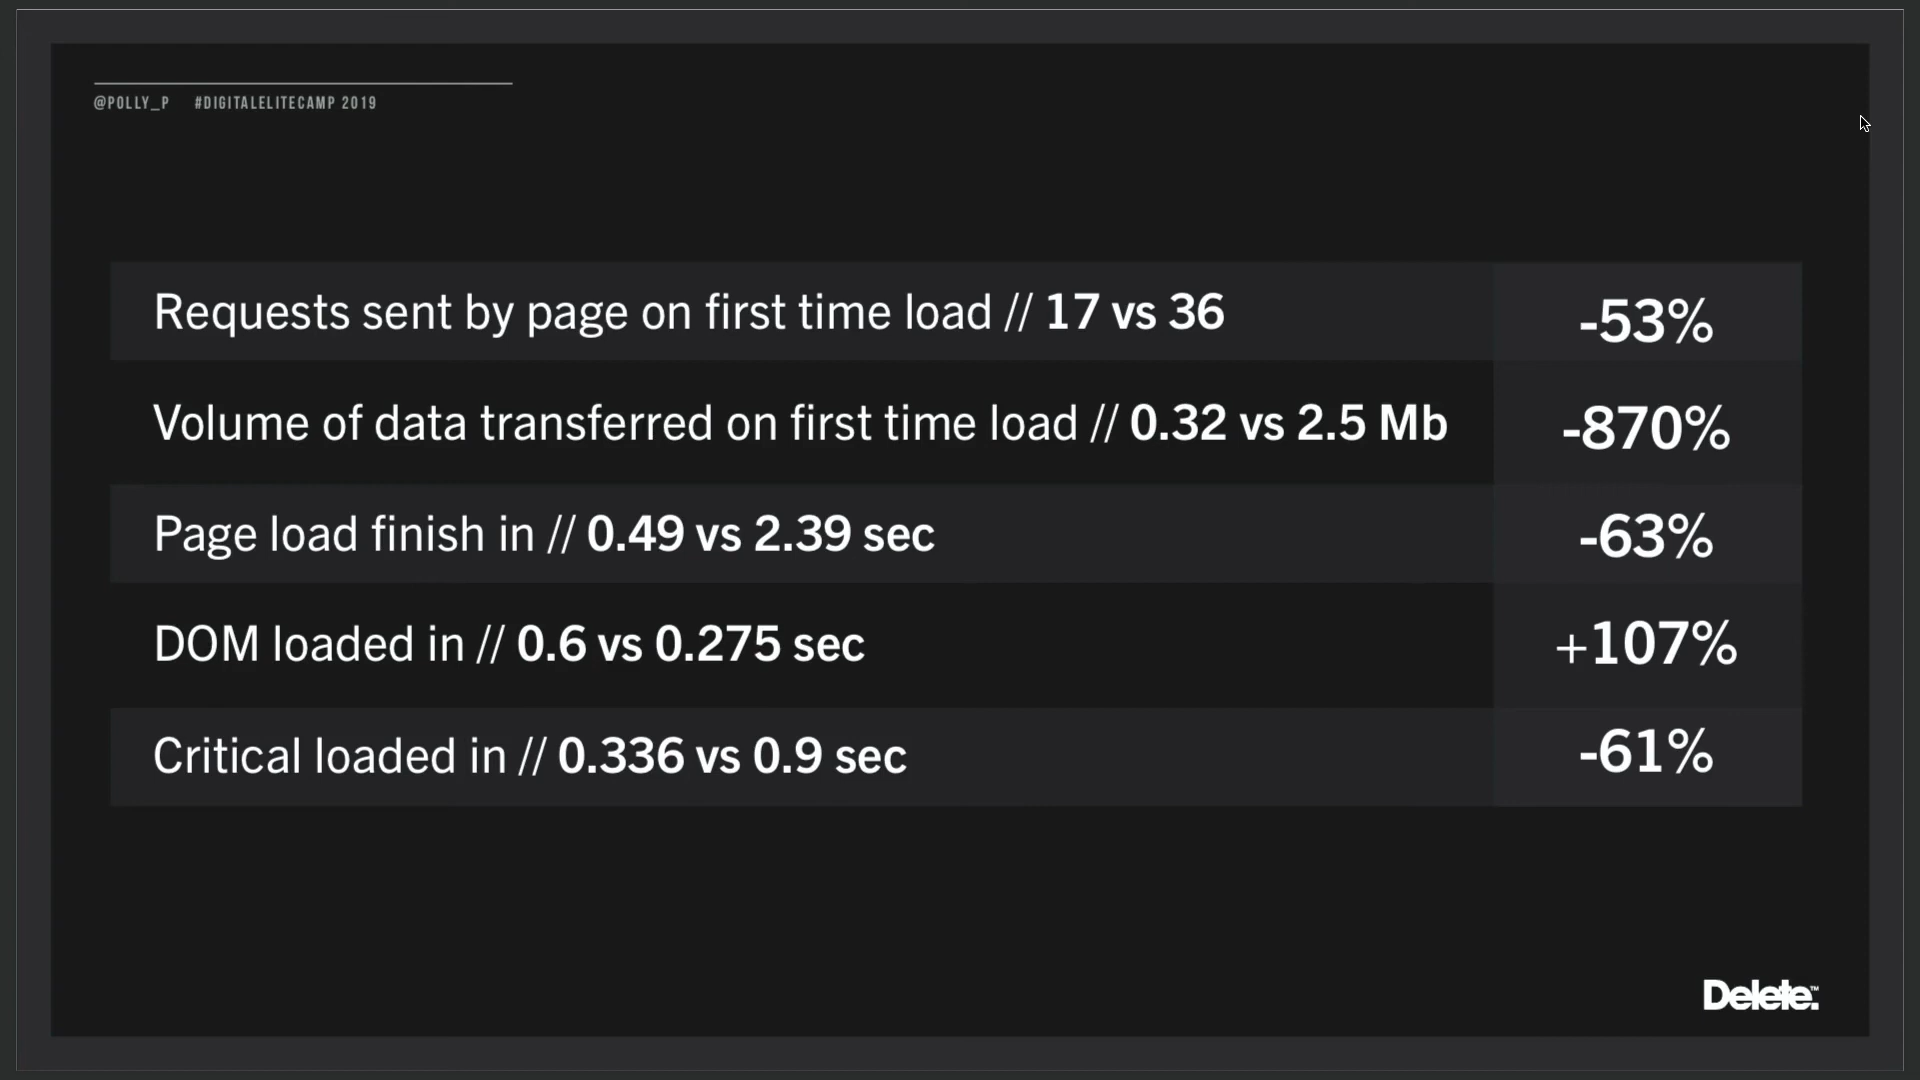 @POLLY_P #DIGITALELITECAMP 2019
Requests sent by page on first time load // 17 vs 36 -53%
Volume of data transferred on first time load // 0.32 vs 2.5 Mb -870%
Page load finish in // 0.49 vs 2.39 sec -63%
DOM loaded in // 0.6 vs 0.275 sec +107%
Critical loaded in // 0.336 vs 0.9 sec -61%
Delete.™